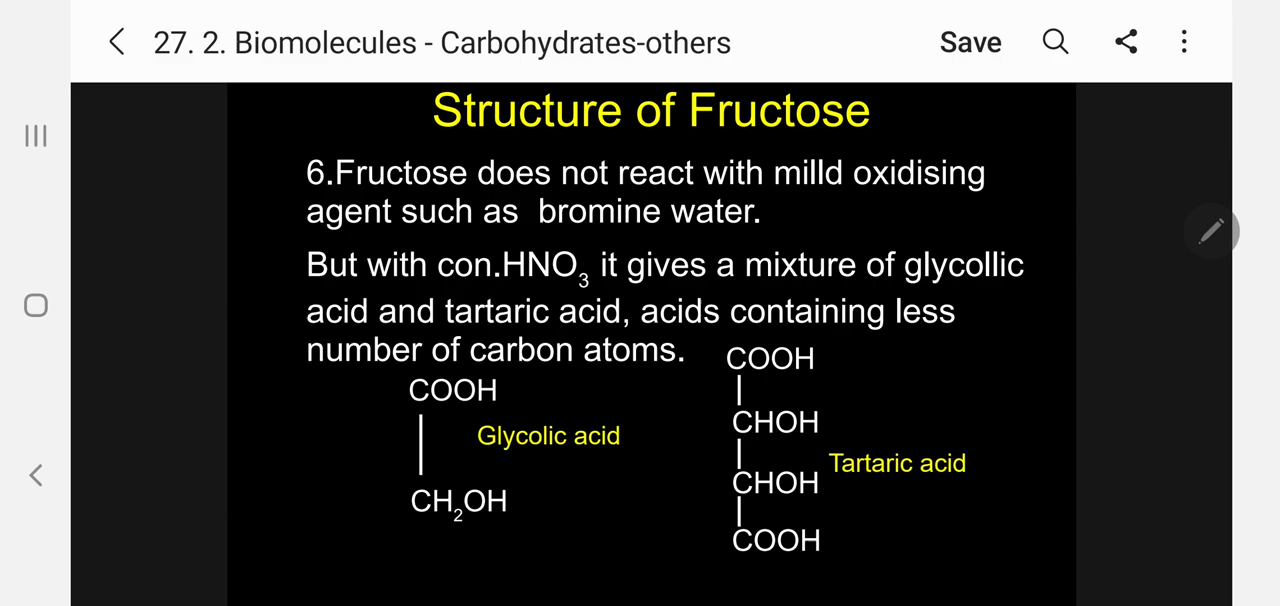 27. 2. Biomolecules - Carbohydrates-others
Save
Structure of Fructose
6.Fructose does not react with milld oxidising
agent such as bromine water.
But with con.HNO₃ it gives a mixture of glycollic
acid and tartaric acid, acids containing less
number of carbon atoms.
COOH
Glycolic acid
CH₂OH
COOH
CHOH
CHOH
Tartaric acid
COOH